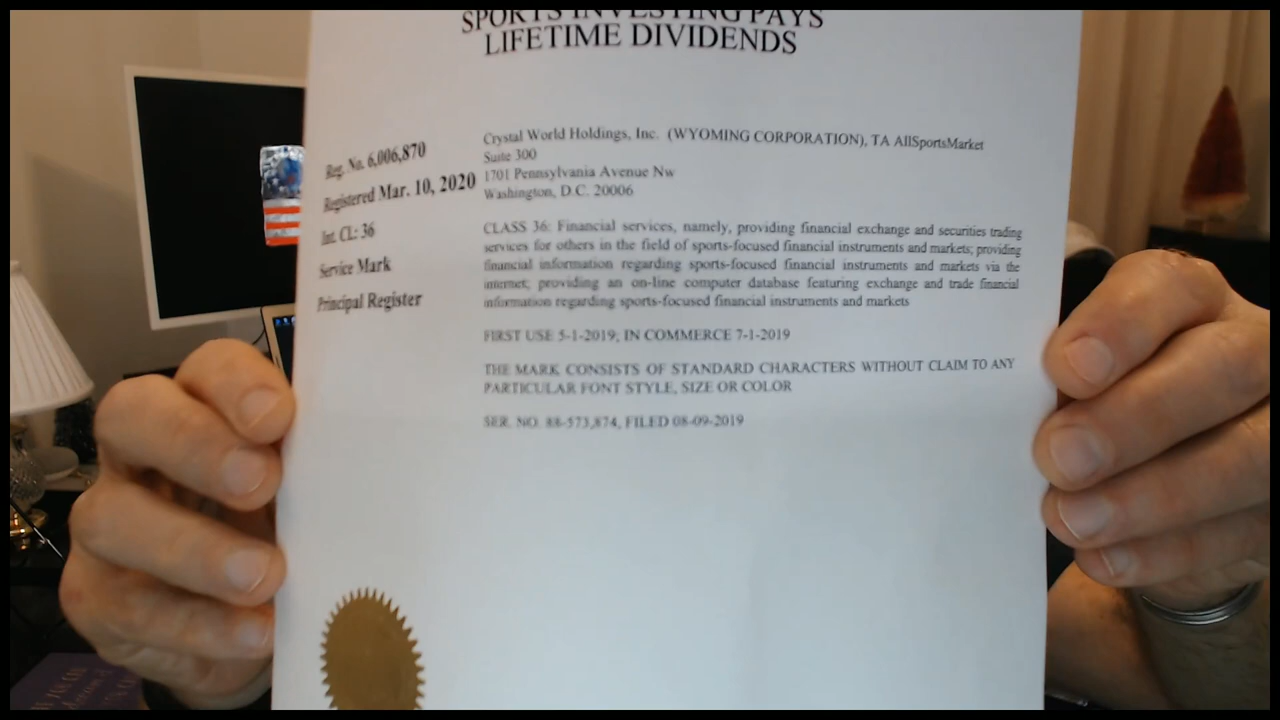 SPORTS INVESTING PAYS
LIFETIME DIVIDENDS
Reg. No. 6,006,870
Registered Mar. 10, 2020
Int. CL: 36
Service Mark
Principal Register
Crystal World Holdings, Inc. (WYOMING CORPORATION), TA AllSportsMarket
Suite 300
1701 Pennsylvania Avenue Nw
Washington, D.C. 20006
CLASS 36: Financial services, namely, providing financial exchange and securities trading
services for others in the field of sports-focused financial instruments and markets; providing
financial information regarding sports-focused financial instruments and markets via the
internet; providing an on-line computer database featuring exchange and trade financial
information regarding sports-focused financial instruments and markets
FIRST USE 5-1-2019; IN COMMERCE 7-1-2019
THE MARK CONSISTS OF STANDARD CHARACTERS WITHOUT CLAIM TO ANY
PARTICULAR FONT STYLE, SIZE OR COLOR
SER. NO. 88-573,874, FILED 08-09-2019